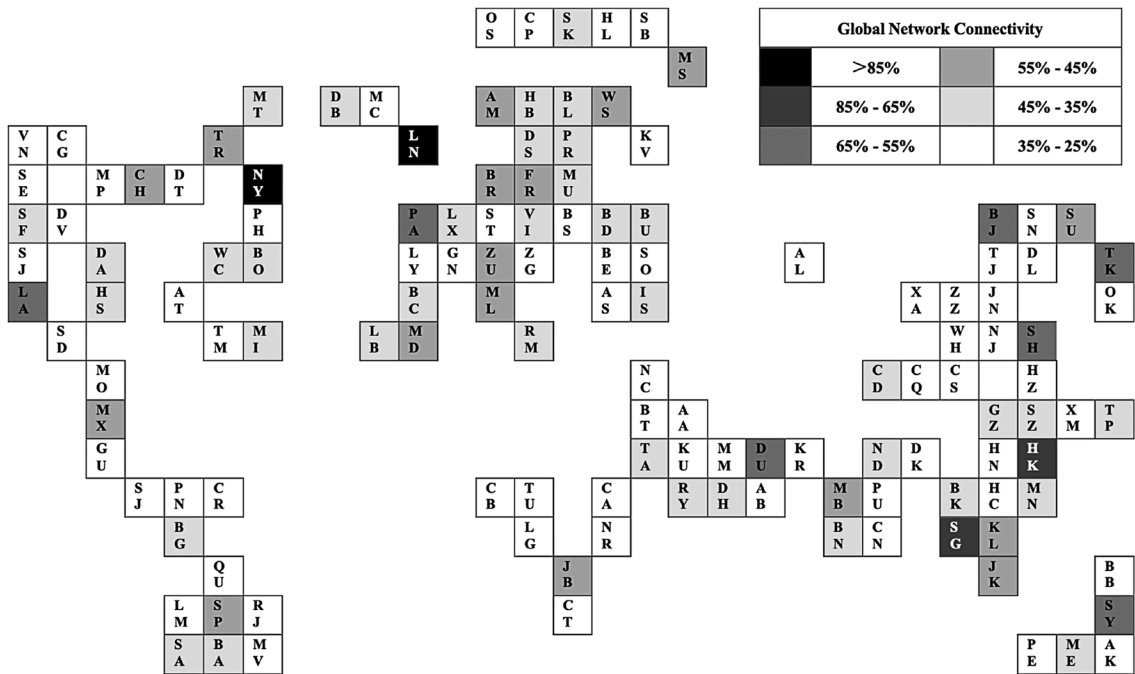 OS CP SK HL SB
MS
MT DB MC AM HB BL WS
VN CG TR LN DS PR KV
SE MP CH DT NY BR FR MU
SF DV PH PA LX ST VI BS BD BU BJ SN SU
SJ DA WC BO LY GN ZU ZG BE SO AL TJ DL TK
LA HS AT BC ML AS IS XA ZZ JN OK
SD TM MI LB MD RM WH NJ SH
MO NC CD CQ CS HZ
MX BT AA GZ SZ XM TP
GU TA KU MM DU KR ND DK HN HK
SJ PN CR CB TU CA RY DH AB MB PU BK HC MN
BG LG NR BN CN SG KL
QU JB JK BB
LM SP RJ CT SY
SA BA MV PE ME AK
Global Network Connectivity
>85% 55% - 45%
85% - 65% 45% - 35%
65% - 55% 35% - 25%